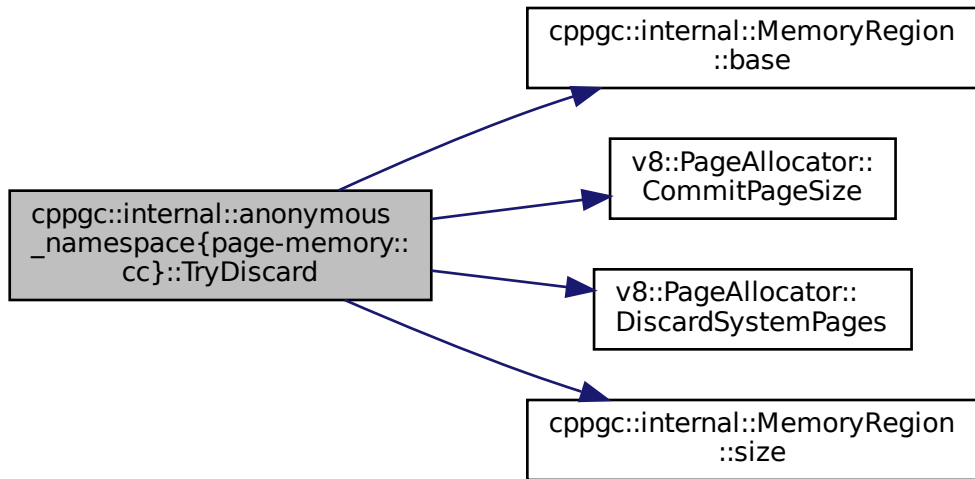 cppgc::internal::MemoryRegion
::base
v8::PageAllocator::
CommitPageSize
cppgc::internal::anonymous
_namespace{page-memory::
cc}::TryDiscard
v8::PageAllocator::
DiscardSystemPages
cppgc::internal::MemoryRegion
::size